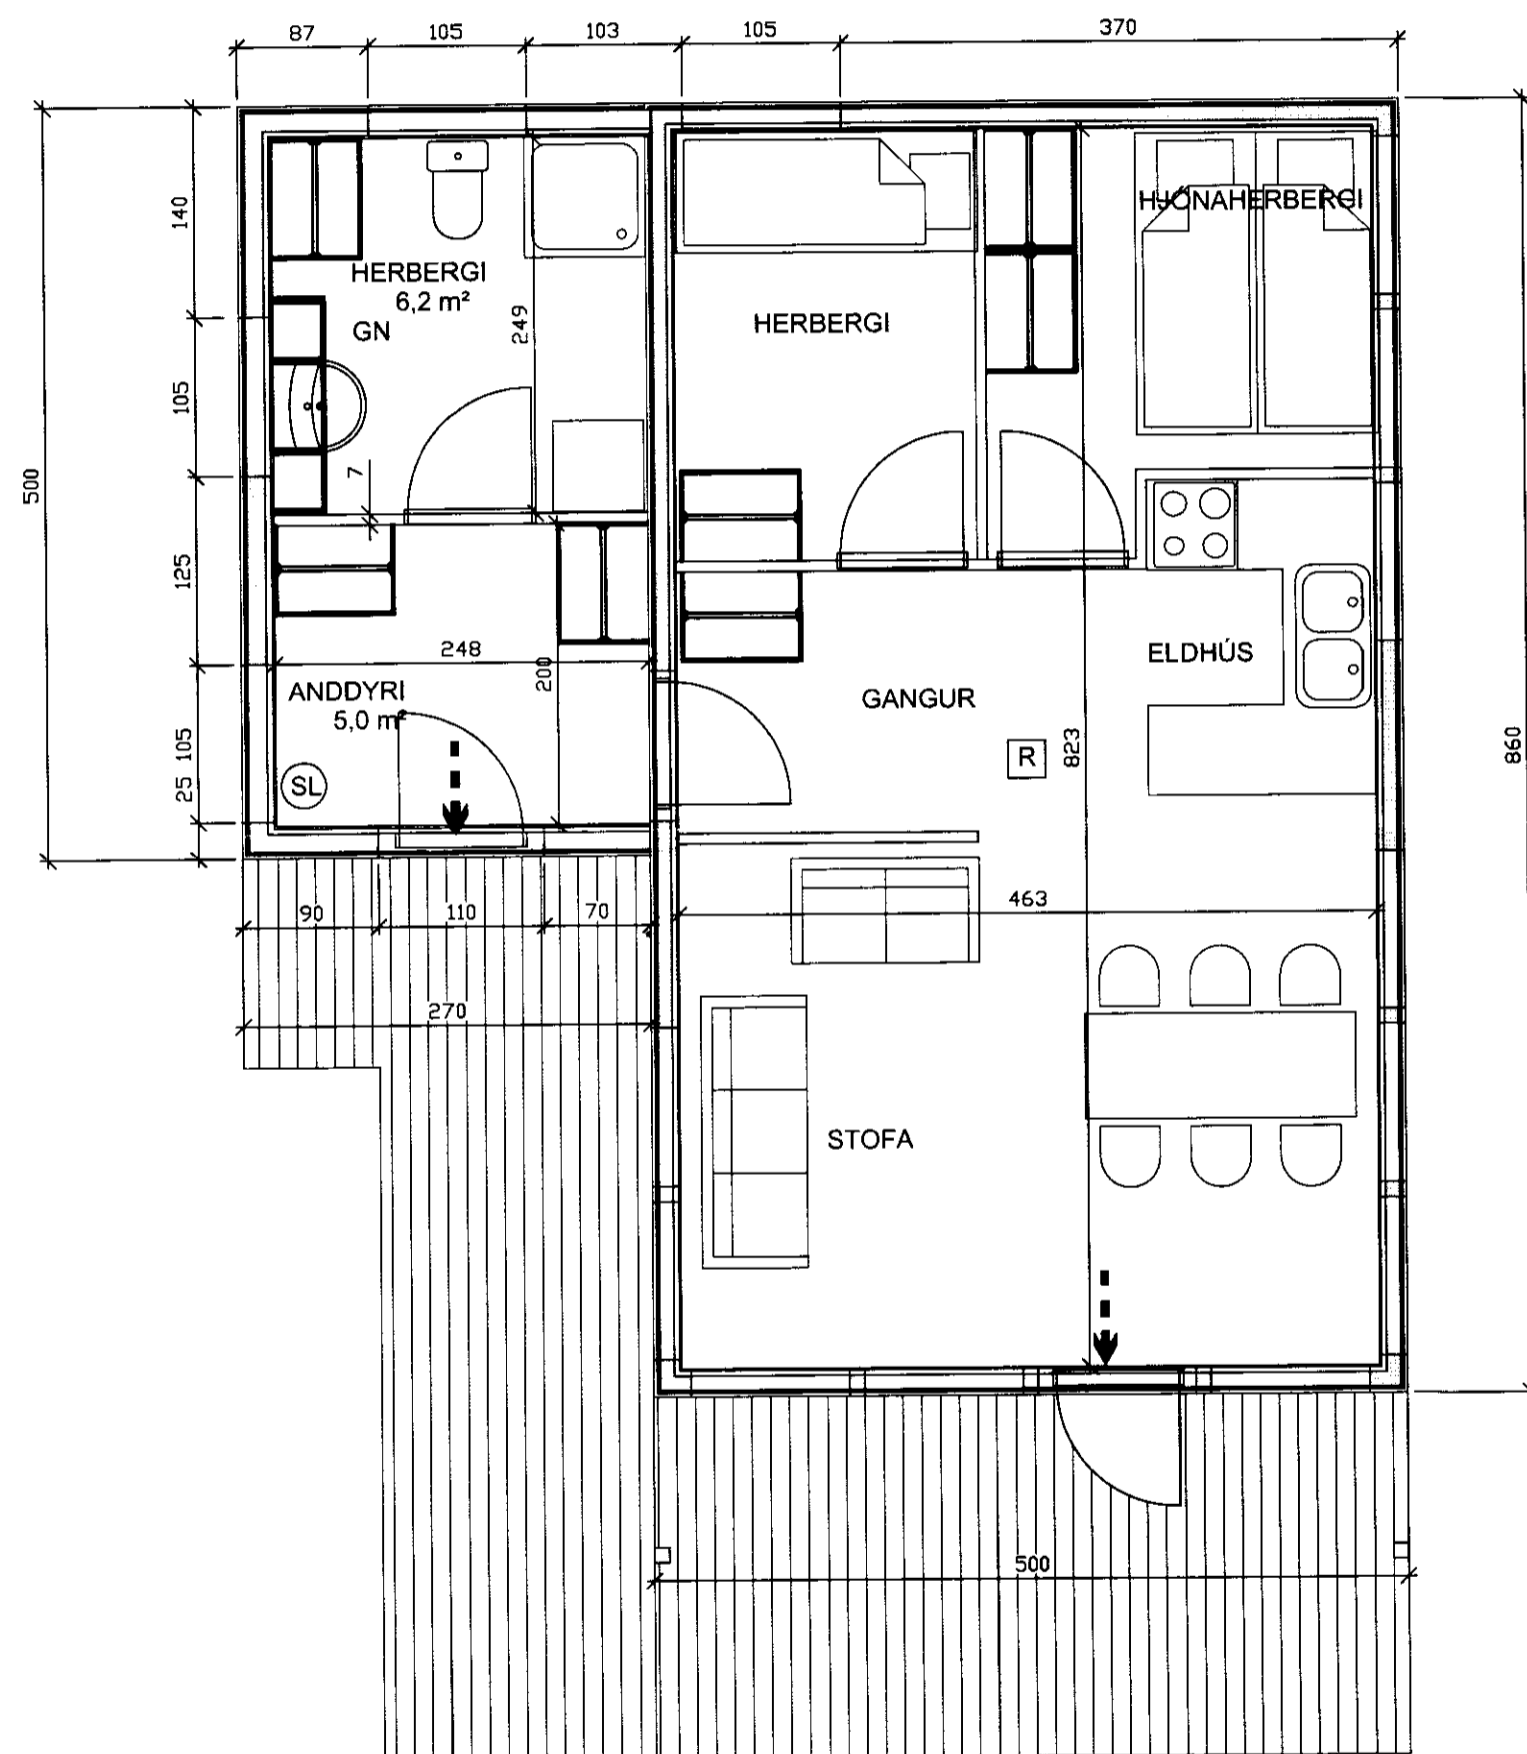 87 105 103 105 370
140
HJÓNAHERBERGI
HERBERGI
6,2 m²
GN
249
HERBERGI
105
7
500
125
248
200
ELDHÚS
ANDDYRI
5,0 m²
GANGUR
R
823
860
105
25
SL
463
90 110 70
270
STOFA
500